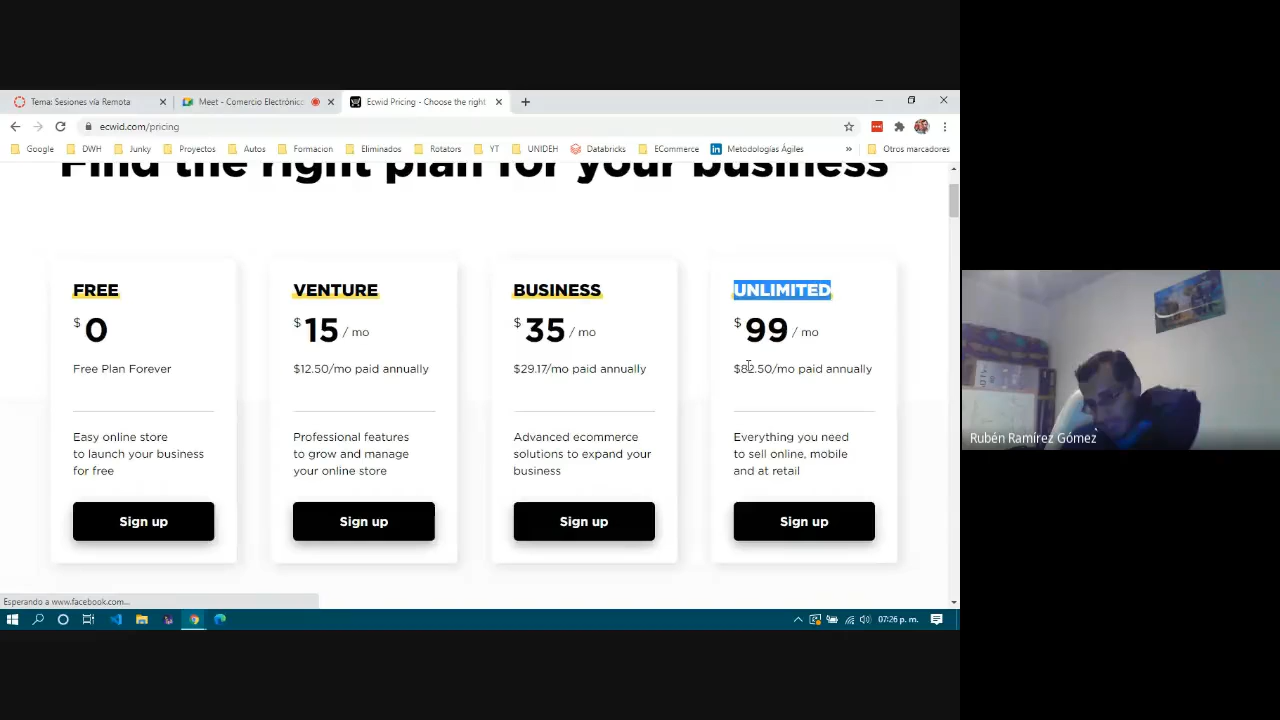 Tema: Sesiones vía Remota
Meet - Comercio Electrónic
Ecwid Pricing - Choose the right
ecwid.com/pricing
Google DWH Junky Proyectos Autos Formacion Eliminados Rotators YT UNIDEH Databricks ECommerce Metodologías Ágiles » Otros marcadores
Find the right plan for your business
FREE
$ 0
Free Plan Forever
Easy online store
to launch your business
for free
Sign up
VENTURE
$ 15 / mo
$12.50/mo paid annually
Professional features
to grow and manage
your online store
Sign up
BUSINESS
$ 35 / mo
$29.17/mo paid annually
Advanced ecommerce
solutions to expand your
business
Sign up
UNLIMITED
$ 99 / mo
$82.50/mo paid annually
Everything you need
to sell online, mobile
and at retail
Sign up
Esperando a www.facebook.com...
07:26 p. m.
Rubén Ramírez Gómez